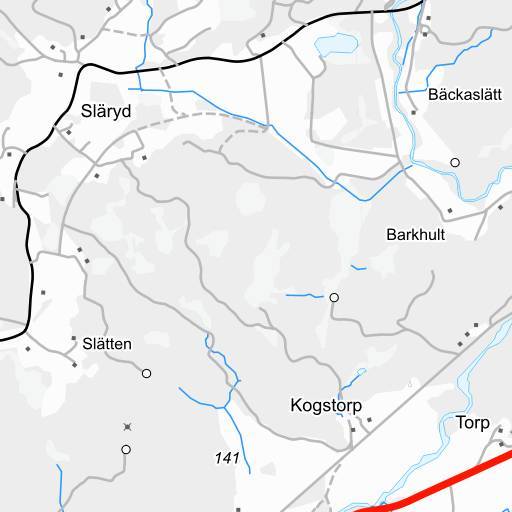 Bäckaslätt
Släryd
Barkhult
Slätten
Kogstorp
Torp
141